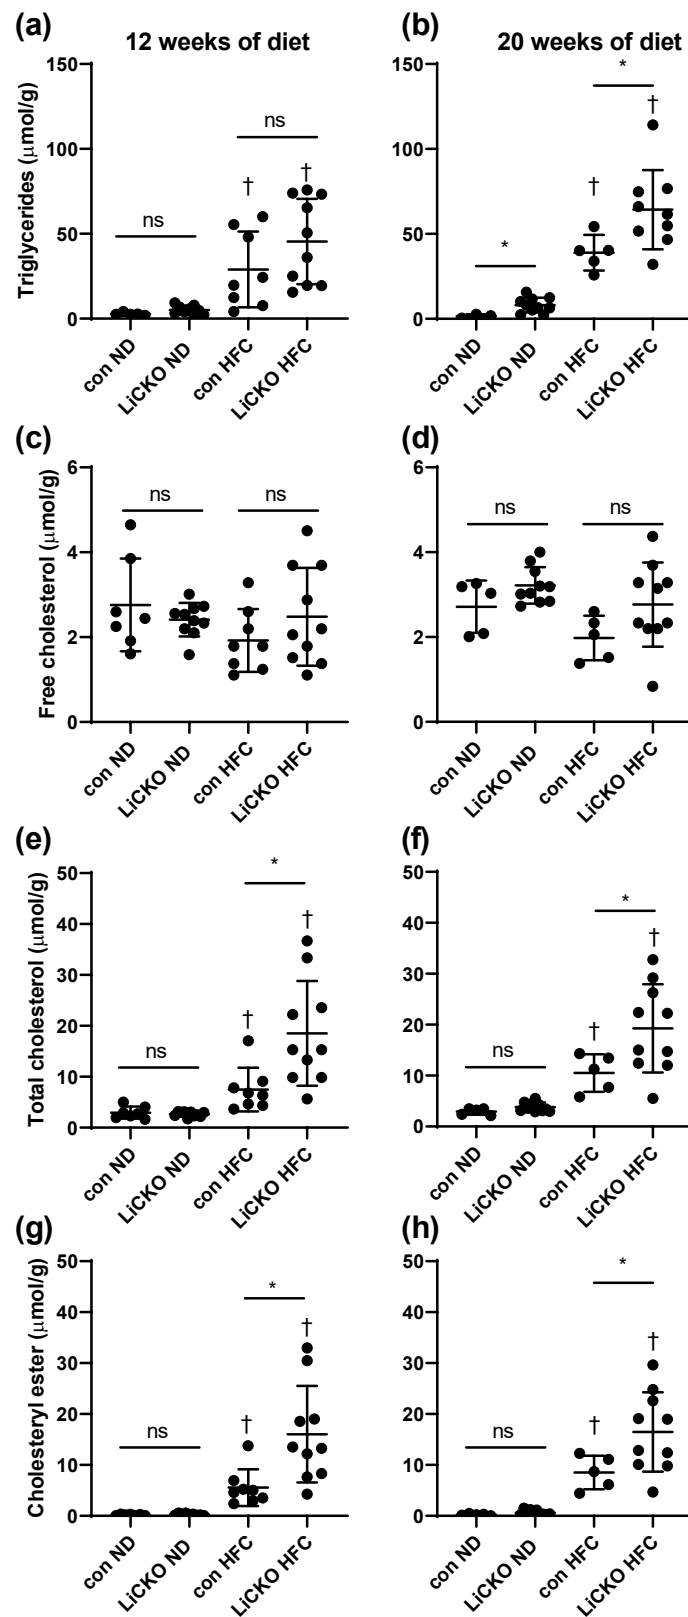 (a)
12 weeks of diet
(b)
20 weeks of diet
Triglycerides (μmol/g)
150
100
50
0
ns
ns
†
†
con ND
LiCKO ND
con HFC
LiCKO HFC
150
100
50
0
*
*
†
†
con ND
LiCKO ND
con HFC
LiCKO HFC
(c)
(d)
Free cholesterol (μmol/g)
6
4
2
0
ns
ns
con ND
LiCKO ND
con HFC
LiCKO HFC
6
4
2
0
ns
ns
con ND
LiCKO ND
con HFC
LiCKO HFC
(e)
(f)
Total cholesterol (μmol/g)
50
40
30
20
10
0
ns
*
†
†
con ND
LiCKO ND
con HFC
LiCKO HFC
50
40
30
20
10
0
ns
*
†
†
con ND
LiCKO ND
con HFC
LiCKO HFC
(g)
(h)
Cholesteryl ester (μmol/g)
50
40
30
20
10
0
ns
*
†
†
con ND
LiCKO ND
con HFC
LiCKO HFC
50
40
30
20
10
0
ns
*
†
†
con ND
LiCKO ND
con HFC
LiCKO HFC